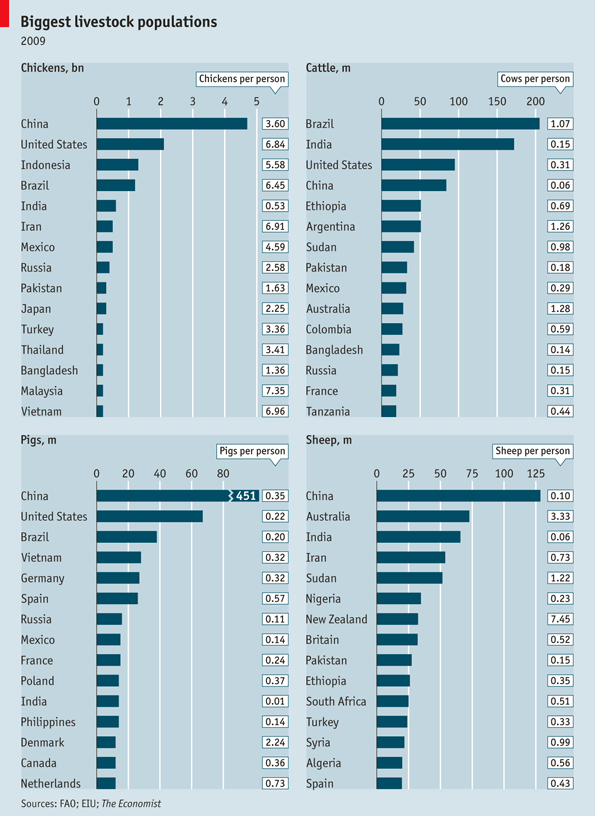 Biggest livestock populations
2009
Chickens, bn
Chickens per person
0 1 2 3 4 5
China 3.60
United States 6.84
Indonesia 5.58
Brazil 6.45
India 0.53
Iran 6.91
Mexico 4.59
Russia 2.58
Pakistan 1.63
Japan 2.25
Turkey 3.36
Thailand 3.41
Bangladesh 1.36
Malaysia 7.35
Vietnam 6.96
Cattle, m
Cows per person
0 50 100 150 200
Brazil 1.07
India 0.15
United States 0.31
China 0.06
Ethiopia 0.69
Argentina 1.26
Sudan 0.98
Pakistan 0.18
Mexico 0.29
Australia 1.28
Colombia 0.59
Bangladesh 0.14
Russia 0.15
France 0.31
Tanzania 0.44
Pigs, m
Pigs per person
0 20 40 60 80
China 451 0.35
United States 0.22
Brazil 0.20
Vietnam 0.32
Germany 0.32
Spain 0.57
Russia 0.11
Mexico 0.14
France 0.24
Poland 0.37
India 0.01
Philippines 0.14
Denmark 2.24
Canada 0.36
Netherlands 0.73
Sheep, m
Sheep per person
0 25 50 75 100 125
China 0.10
Australia 3.33
India 0.06
Iran 0.73
Sudan 1.22
Nigeria 0.23
New Zealand 7.45
Britain 0.52
Pakistan 0.15
Ethiopia 0.35
South Africa 0.51
Turkey 0.33
Syria 0.99
Algeria 0.56
Spain 0.43
Sources: FAO; EIU; The Economist